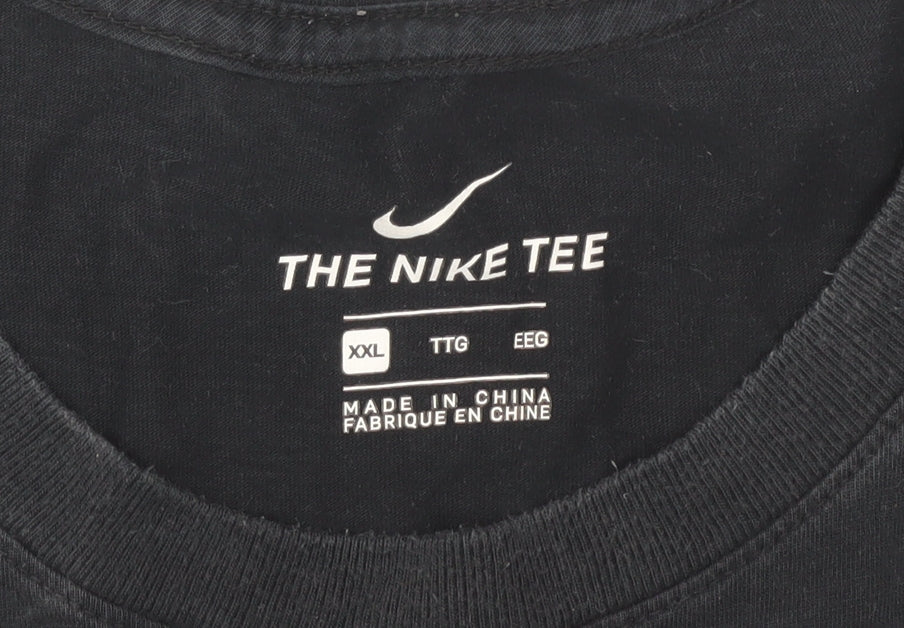 THE NIKE TEE
XXL TTG EEG
MADE IN CHINA
FABRIQUE EN CHINE